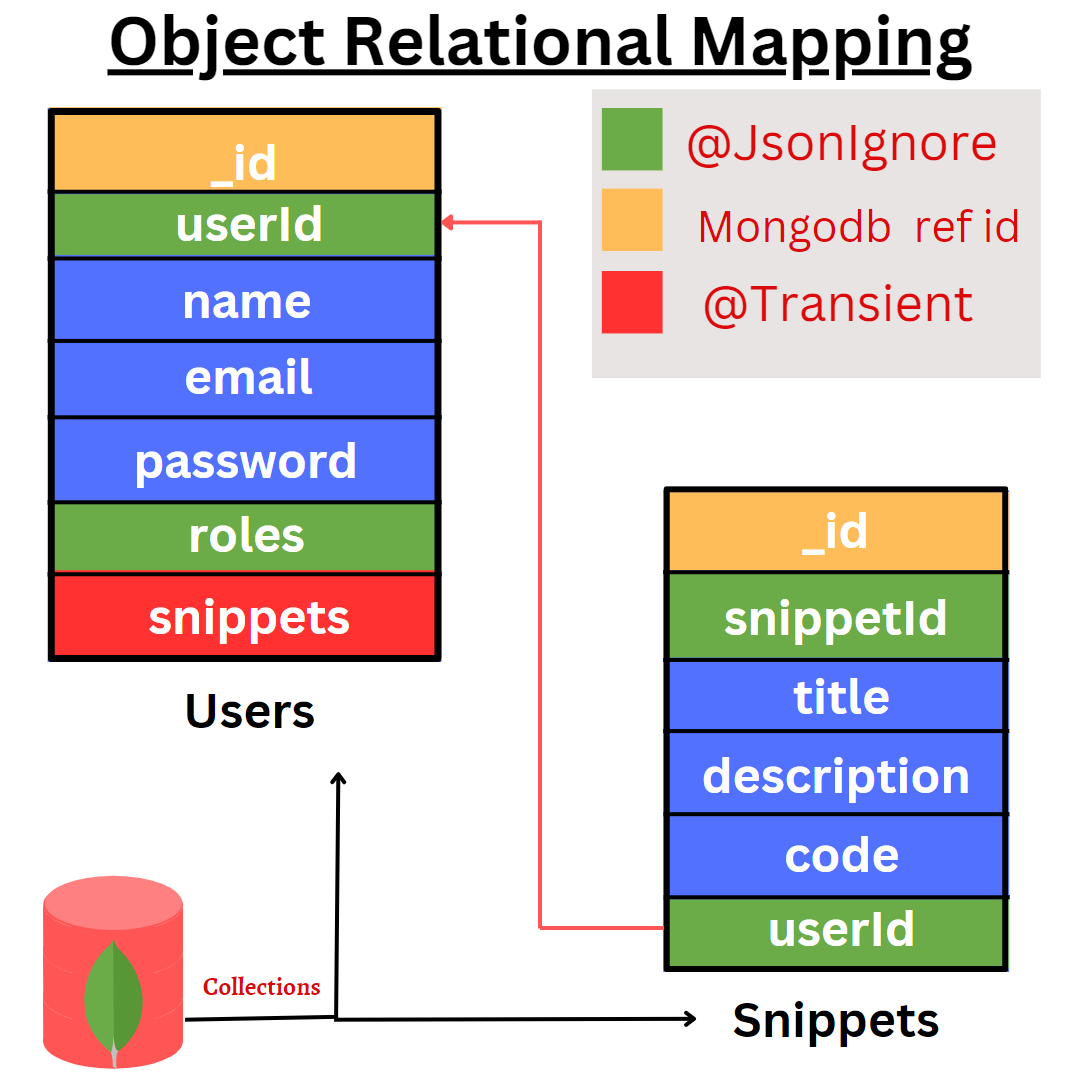 Object Relational Mapping
_id
userId
name
email
password
roles
snippets
Users
@JsonIgnore
Mongodb ref id
@Transient
_id
snippetId
title
description
code
userId
Snippets
Collections